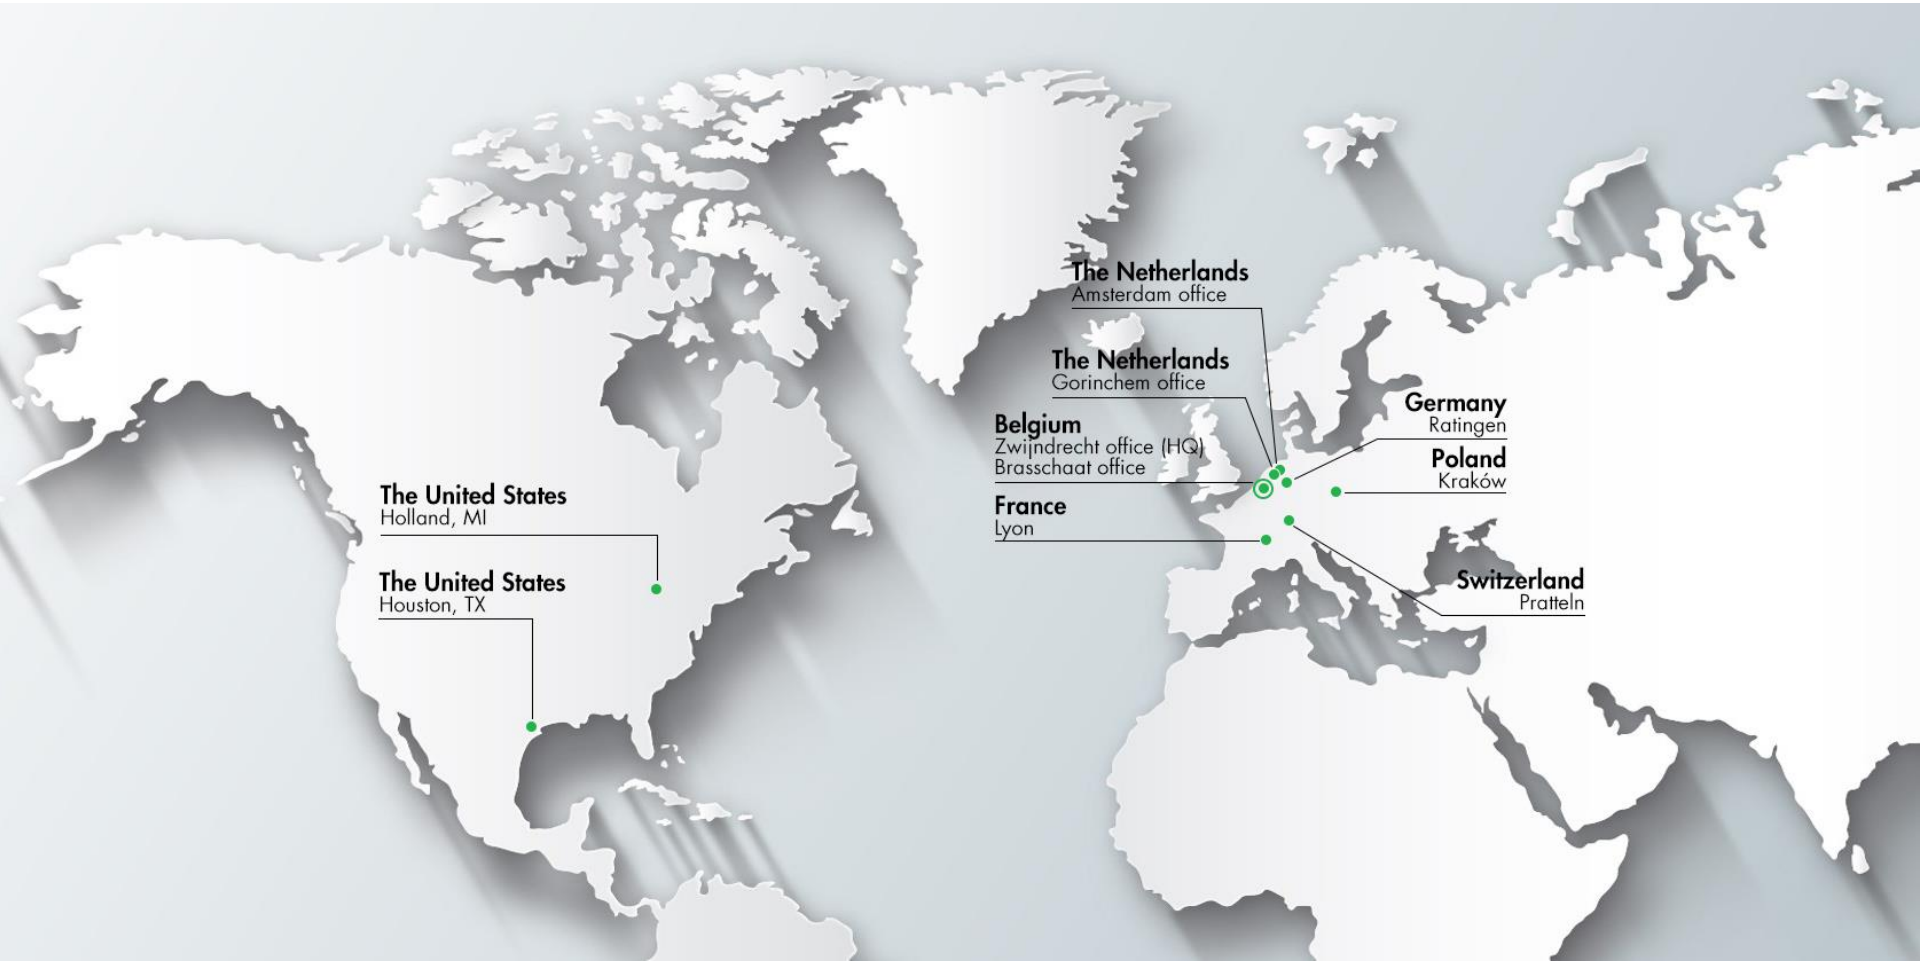 The Netherlands
Amsterdam office
The Netherlands
Gorinchem office
Belgium
Zwijndrecht office (HQ)
Brasschaat office
France
Lyon
Germany
Ratingen
Poland
Kraków
Switzerland
Pratteln
The United States
Holland, MI
The United States
Houston, TX